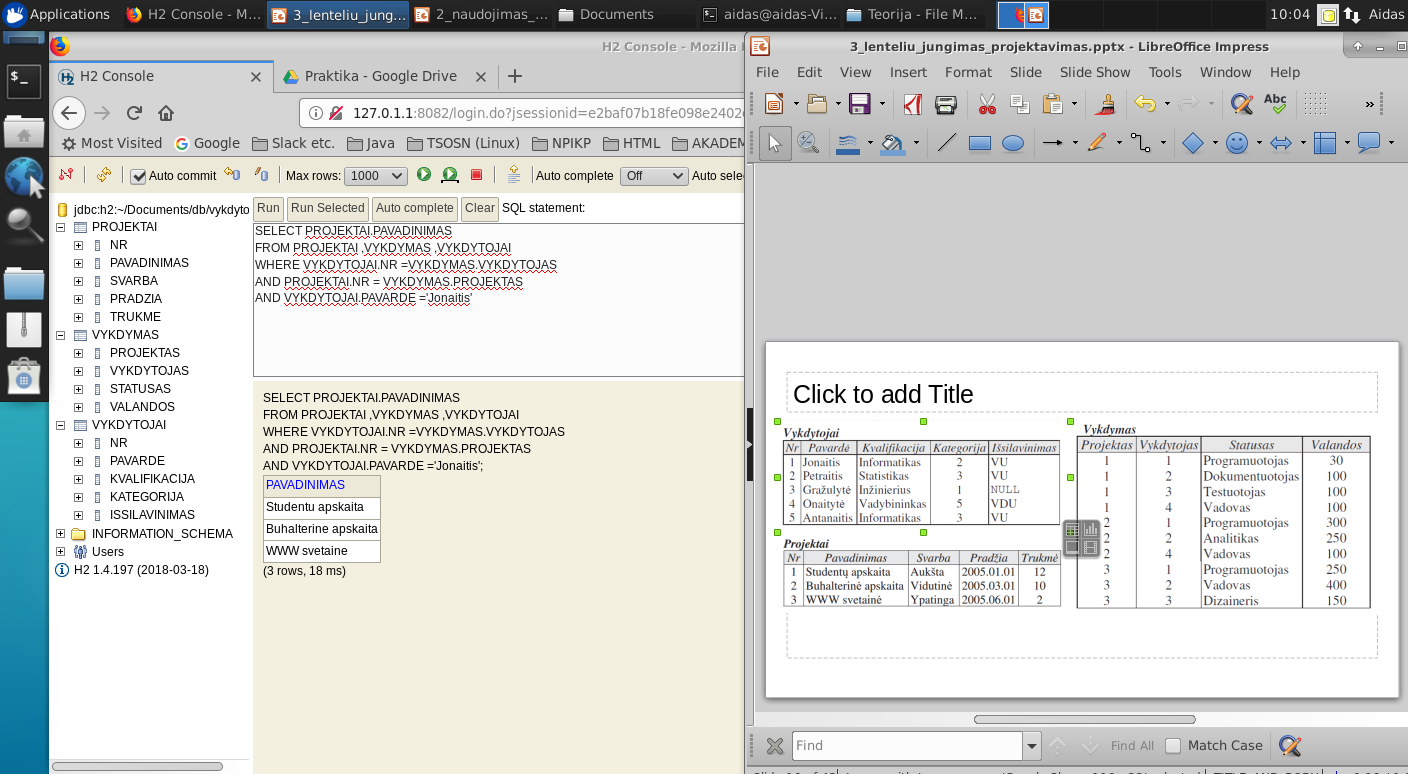 Applications
H2 Console - M...
3_lenteliu_jung...
2_naudojimas_...
Documents
aidas@aidas-Vi...
Teorija - File M...
10:04
Aidas
H2 Console - Mozilla
H2 Console
Praktika - Google Drive
127.0.1.1:8082/login.do?jsessionid=e2baf07b18fe098e2402
Most Visited
Google
Slack etc.
Java
TSOSN (Linux)
NPIKP
HTML
AKADEM
Auto commit
Max rows:
1000
Auto complete
Off
Auto selec
jdbc:h2:~/Documents/db/vykdyto
PROJEKTAI
NR
PAVADINIMAS
SVARBA
PRADZIA
TRUKME
VYKDYMAS
PROJEKTAS
VYKDYTOJAS
STATUSAS
VALANDOS
VYKDYTOJAI
NR
PAVARDE
KVALIFIKACIJA
KATEGORIJA
ISSILAVINIMAS
INFORMATION_SCHEMA
Users
H2 1.4.197 (2018-03-18)
Run
Run Selected
Auto complete
Clear
SQL statement:
SELECT PROJEKTAI.PAVADINIMAS
FROM PROJEKTAI ,VYKDYMAS ,VYKDYTOJAI
WHERE VYKDYTOJAI.NR =VYKDYMAS.VYKDYTOJAS
AND PROJEKTAI.NR = VYKDYMAS.PROJEKTAS
AND VYKDYTOJAI.PAVARDE ='Jonaitis'
SELECT PROJEKTAI.PAVADINIMAS
FROM PROJEKTAI ,VYKDYMAS ,VYKDYTOJAI
WHERE VYKDYTOJAI.NR =VYKDYMAS.VYKDYTOJAS
AND PROJEKTAI.NR = VYKDYMAS.PROJEKTAS
AND VYKDYTOJAI.PAVARDE ='Jonaitis';
PAVADINIMAS
Studentu apskaita
Buhalterine apskaita
WWW svetaine
(3 rows, 18 ms)
3_lenteliu_jungimas_projektavimas.pptx - LibreOffice Impress
File Edit View Insert Format Slide Slide Show Tools Window Help
Abc
Click to add Title
Vykdytojai
Nr Pavardė Kvalifikacija Kategorija Išsilavinimas
1 Jonaitis Informatikas 2 VU
2 Petraitis Statistikas 3 VU
3 Gražulytė Inžinierius 1 NULL
4 Onaitytė Vadybininkas 5 VDU
5 Antanaitis Informatikas 3 VU
Projektai
Nr Pavadinimas Svarba Pradžia Trukmė
1 Studentų apskaita Aukšta 2005.01.01 12
2 Buhalterinė apskaita Vidutinė 2005.03.01 10
3 WWW svetainė Ypatinga 2005.06.01 2
Vykdymas
Projektas Vykdytojas Statusas Valandos
1 1 Programuotojas 30
1 2 Dokumentuotojas 100
1 3 Testuotojas 100
1 4 Vadovas 100
2 1 Programuotojas 300
2 2 Analitikas 250
2 4 Vadovas 100
3 1 Programuotojas 250
3 2 Vadovas 400
3 3 Dizaineris 150
Find
Find All
Match Case